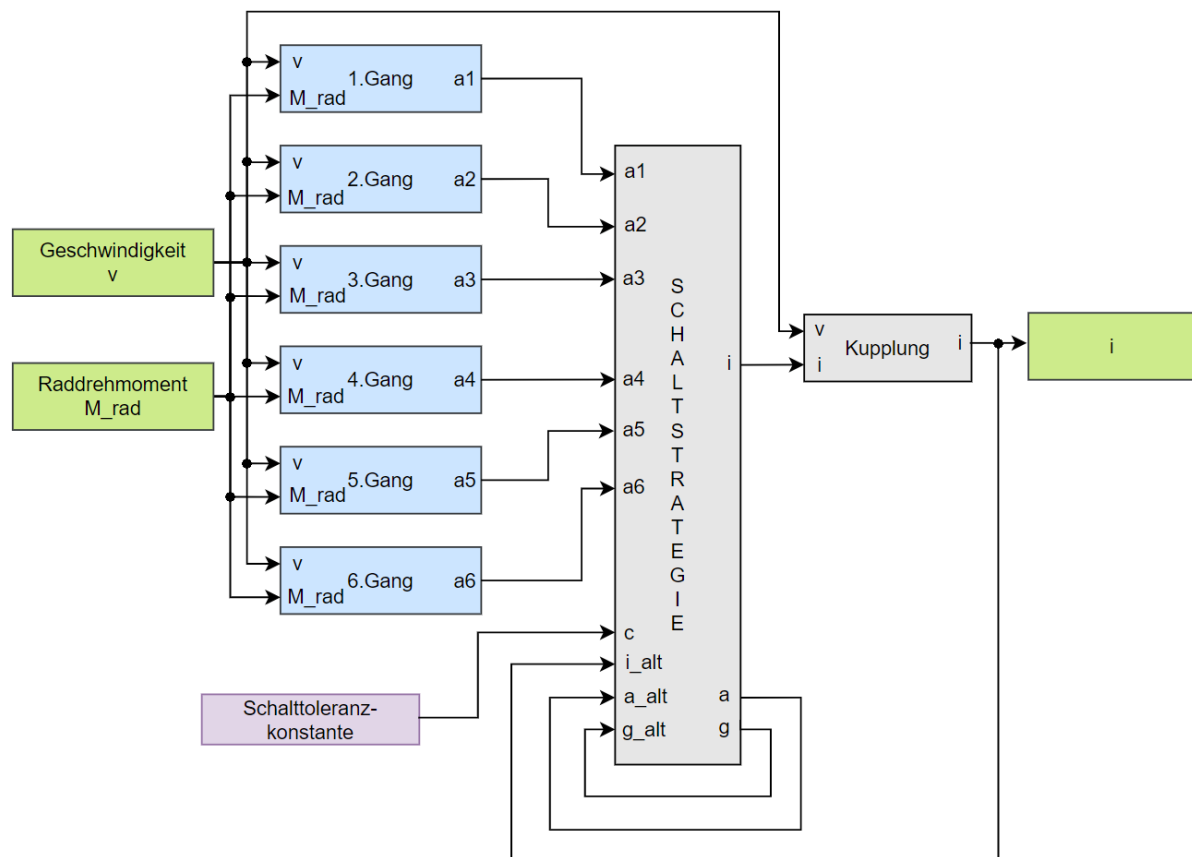 v
1.Gang
a1
M_rad
v
2.Gang
a2
M_rad
v
3.Gang
a3
M_rad
v
4.Gang
a4
M_rad
v
5.Gang
a5
M_rad
v
6.Gang
a6
M_rad
Geschwindigkeit
v
Raddrehmoment
M_rad
Schalttoleranz-
konstante
a1
a2
a3
a4
a5
a6
c
i_alt
a_alt
g_alt
SCHALTSTRATEGIE
i
a
g
v
i
Kupplung
i
i